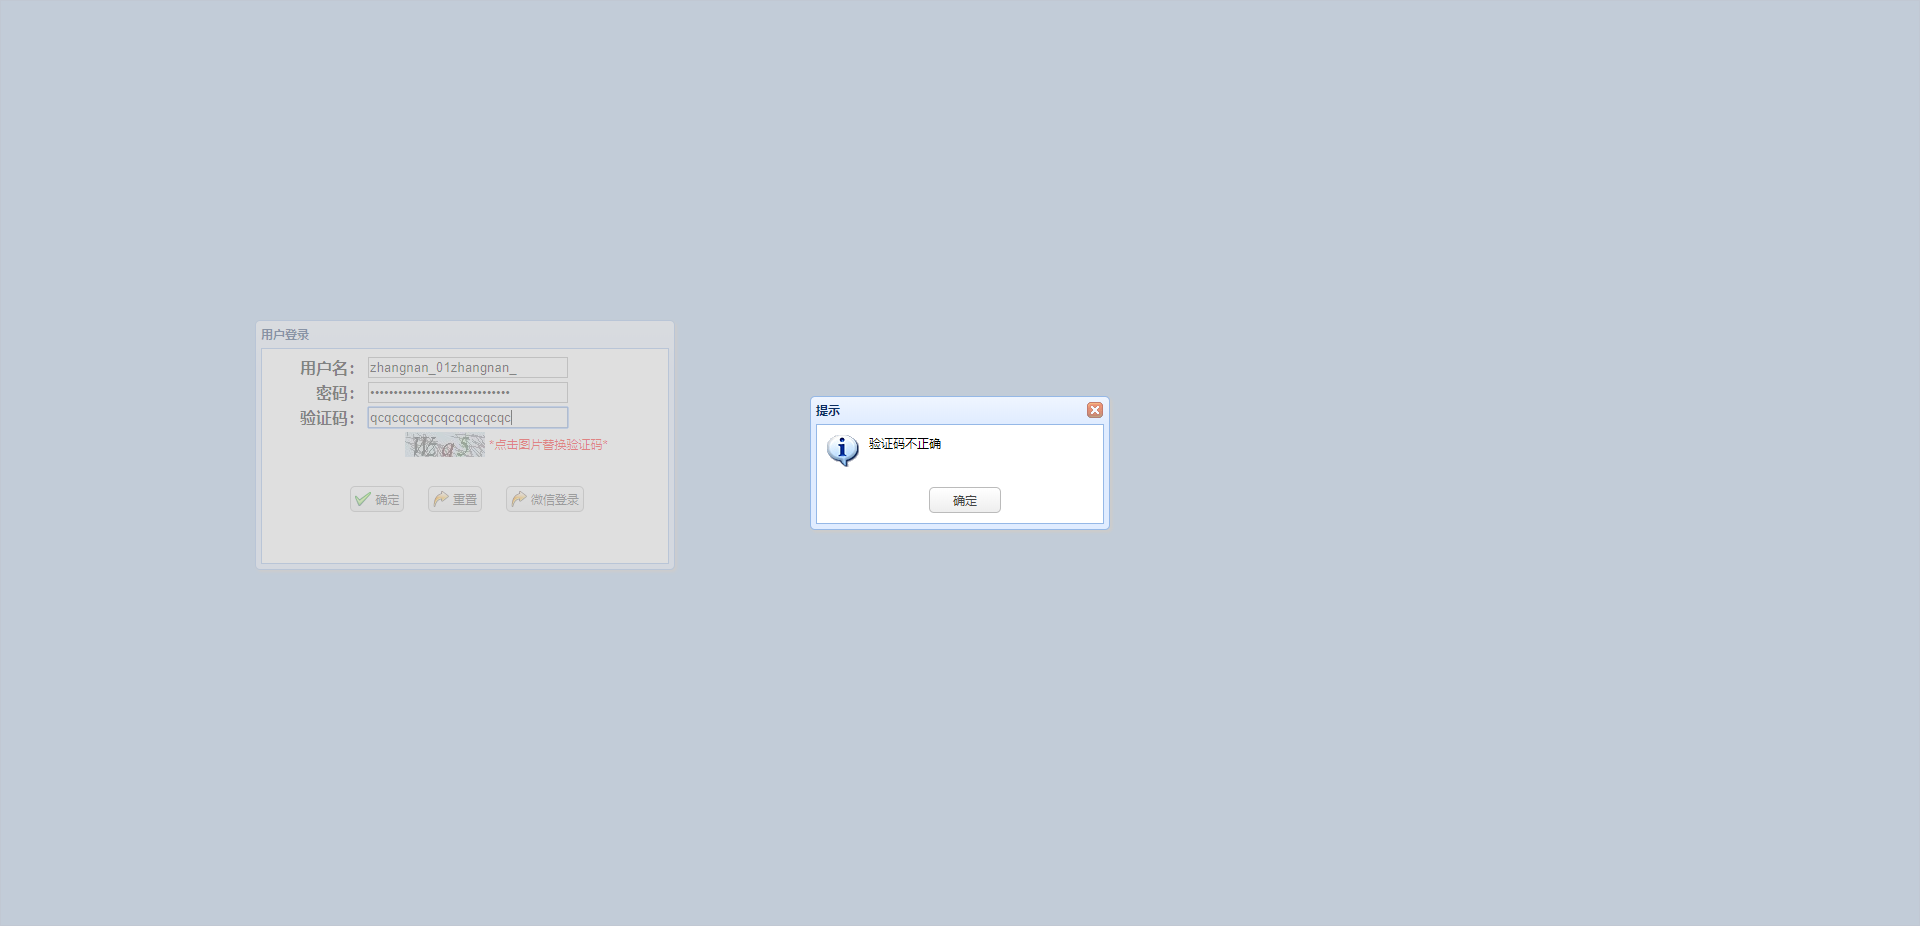 用户登录
用户名：zhangnan_01zhangnan_
密码：••••••••••••••••••••••••••••••
验证码：qcqcqcqcqcqcqcqcqcqc
*点击图片替换验证码*
确定 重置 微信登录
提示
验证码不正确
确定